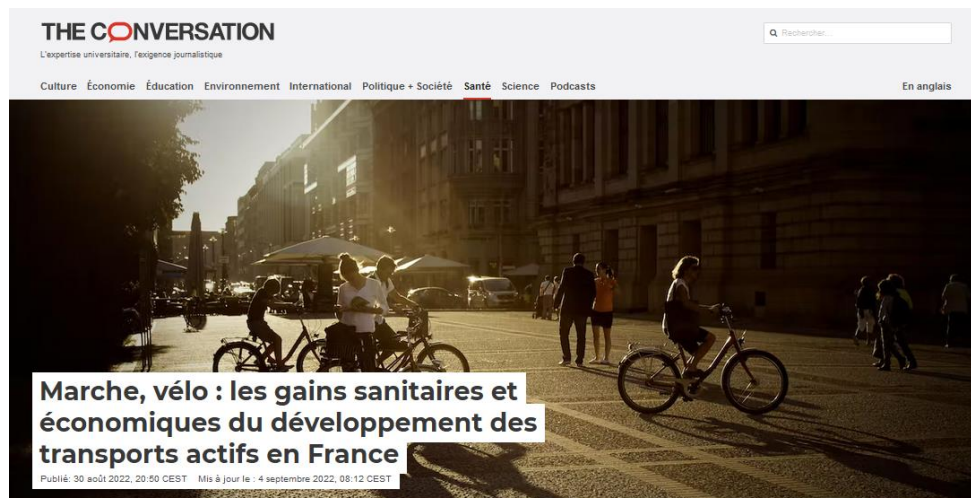 THE CONVERSATION
L'expertise universitaire, l'exigence journalistique
Rechercher...
Culture Économie Éducation Environnement International Politique + Société Santé Science Podcasts En anglais
Marche, vélo : les gains sanitaires et
économiques du développement des
transports actifs en France
Publié: 30 août 2022, 20:50 CEST Mis à jour le : 4 septembre 2022, 08:12 CEST